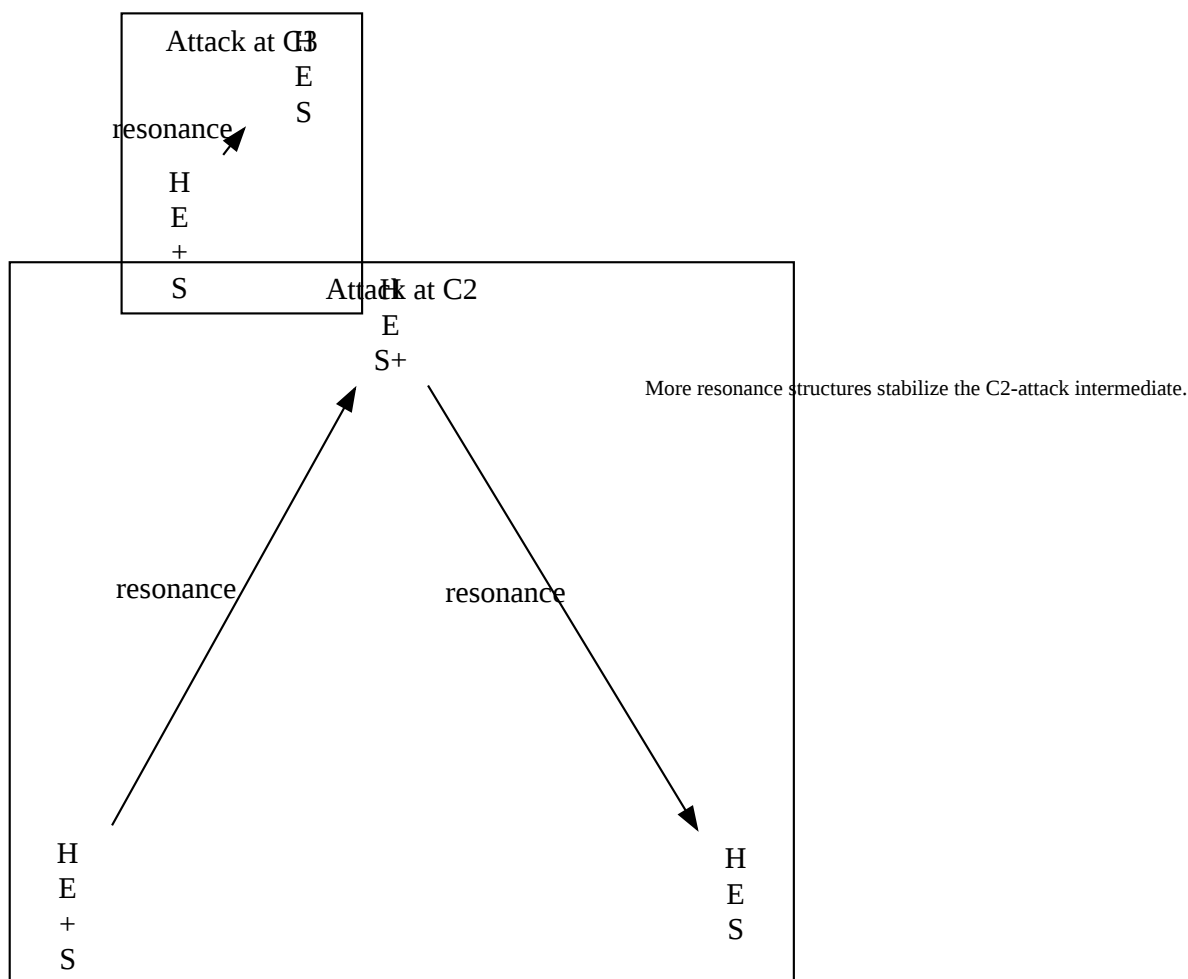 Attack at C3
H
E
S
resonance
H
E
+
S
Attack at C2
H
E
S+
More resonance structures stabilize the C2-attack intermediate.
resonance
resonance
H
E
+
S
H
E
S